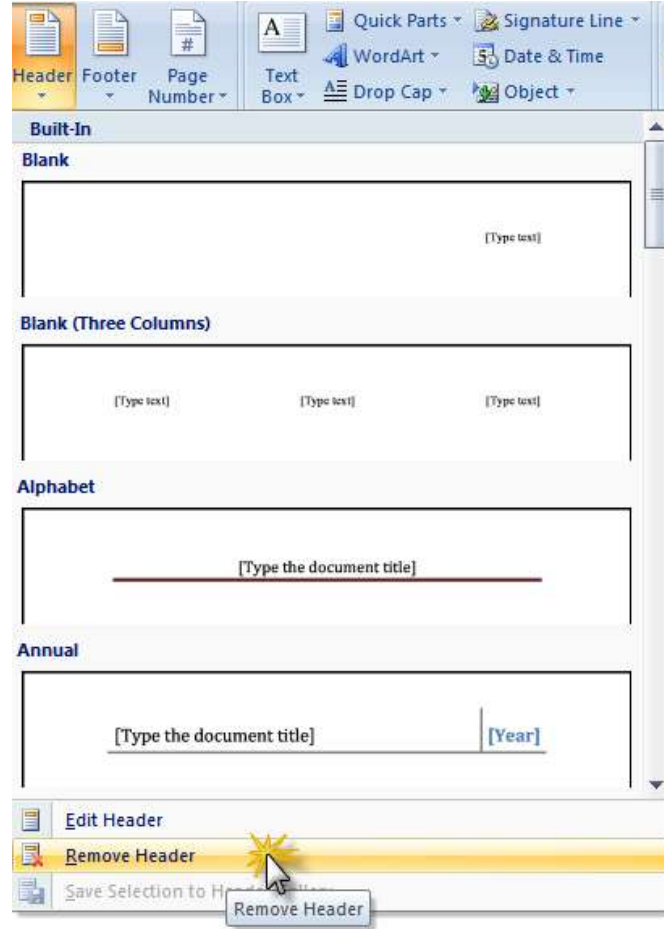 Header Footer Page Number
Text Box
Quick Parts
WordArt
Drop Cap
Signature Line
Date & Time
Object
Built-In
Blank
[Type text]
Blank (Three Columns)
[Type text] [Type text] [Type text]
Alphabet
[Type the document title]
Annual
[Type the document title] [Year]
Edit Header
Remove Header
Save Selection to
Remove Header